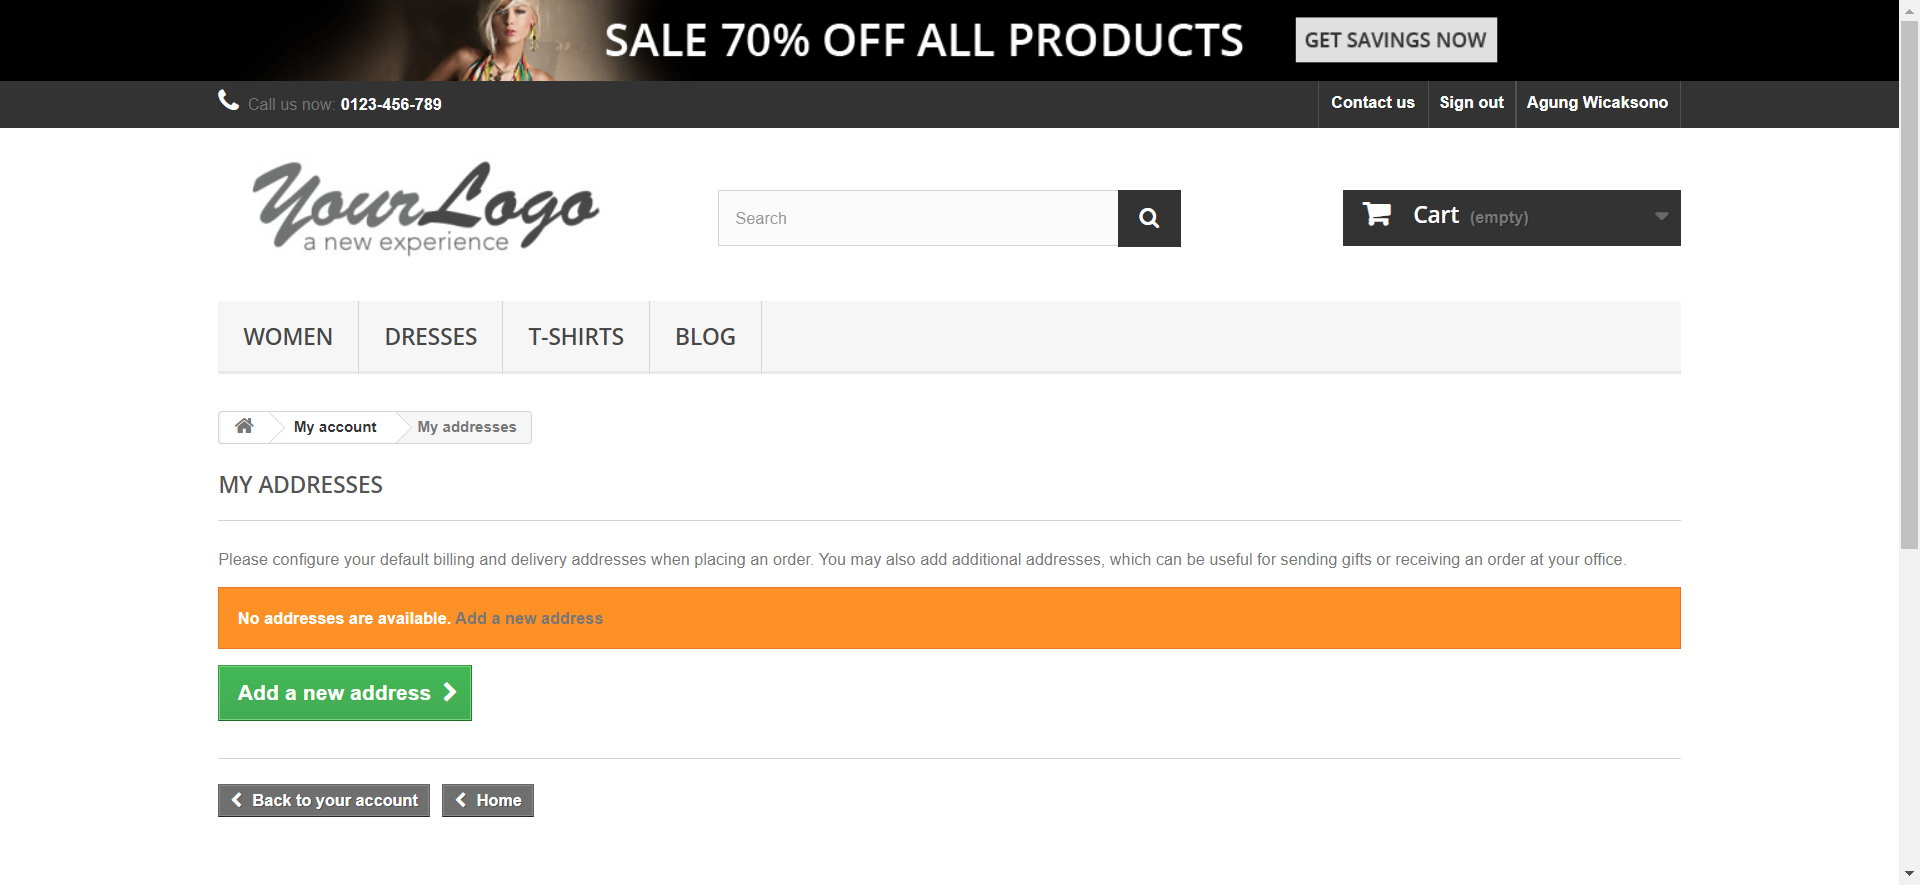 SALE 70% OFF ALL PRODUCTS
GET SAVINGS NOW
Call us now: 0123-456-789
Contact us
Sign out
Agung Wicaksono
YourLogo
a new experience
Search
Cart (empty)
WOMEN
DRESSES
T-SHIRTS
BLOG
My account
My addresses
MY ADDRESSES
Please configure your default billing and delivery addresses when placing an order. You may also add additional addresses, which can be useful for sending gifts or receiving an order at your office.
No addresses are available. Add a new address
Add a new address
Back to your account
Home